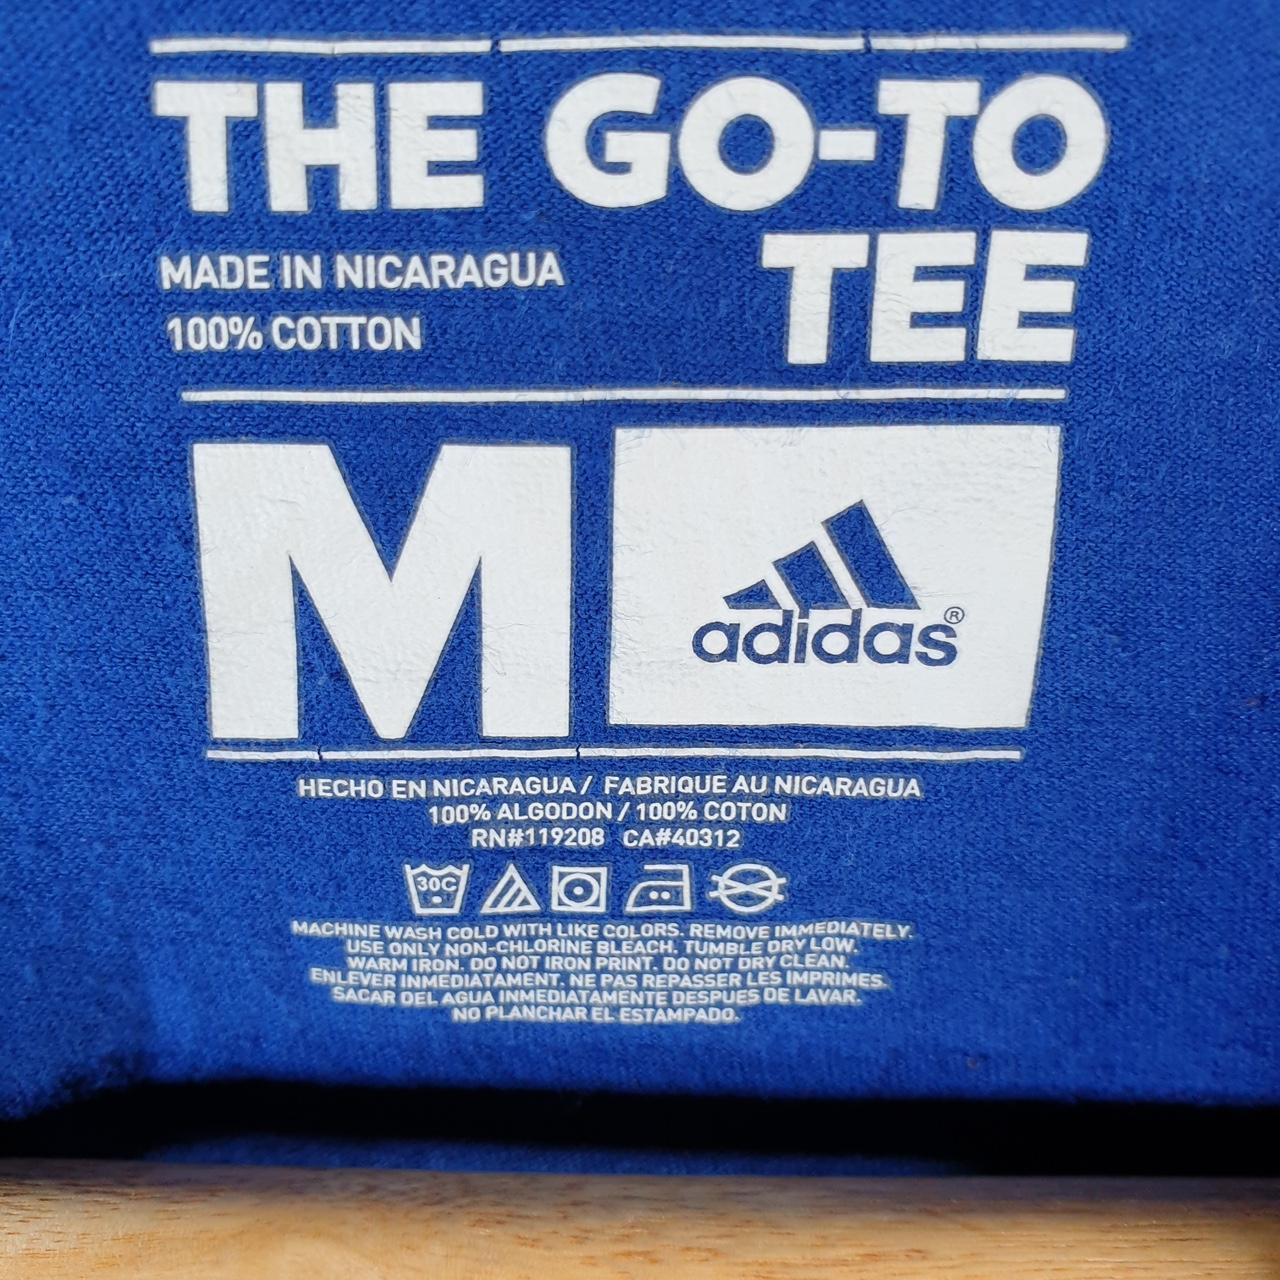 THE GO-TO
TEE
MADE IN NICARAGUA
100% COTTON
M
adidas®
HECHO EN NICARAGUA / FABRIQUE AU NICARAGUA
100% ALGODON / 100% COTON
RN#119208 CA#40312
30C
MACHINE WASH COLD WITH LIKE COLORS. REMOVE IMMEDIATELY.
USE ONLY NON-CHLORINE BLEACH. TUMBLE DRY LOW.
WARM IRON. DO NOT IRON PRINT. DO NOT DRY CLEAN.
ENLEVER INMEDIATAMENT. NE PAS REPASSER LES IMPRIMES.
SACAR DEL AGUA INMEDIATAMENTE DESPUES DE LAVAR.
NO PLANCHAR EL ESTAMPADO.